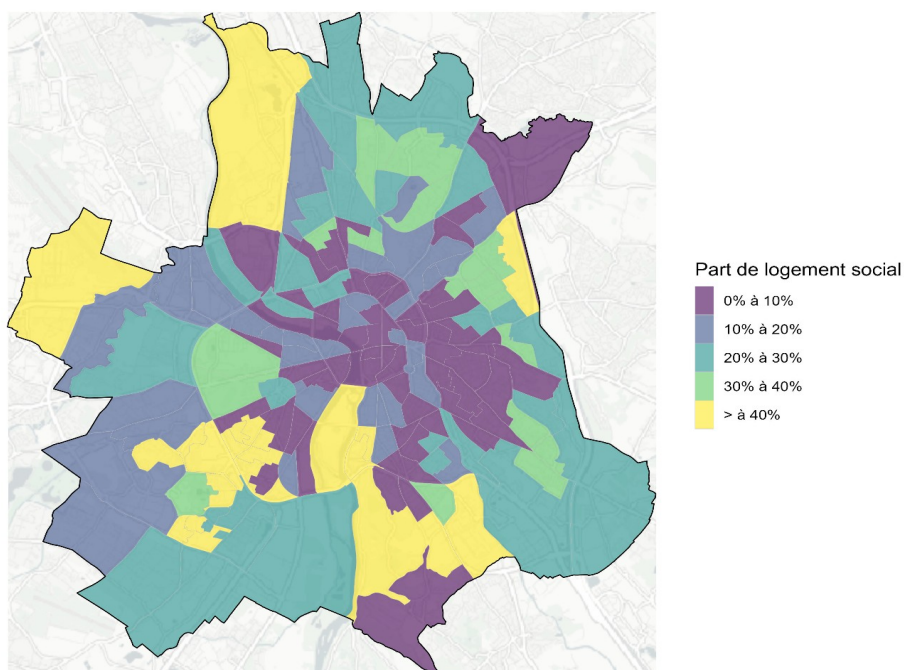 Part de logement social
0% à 10%
10% à 20%
20% à 30%
30% à 40%
> à 40%